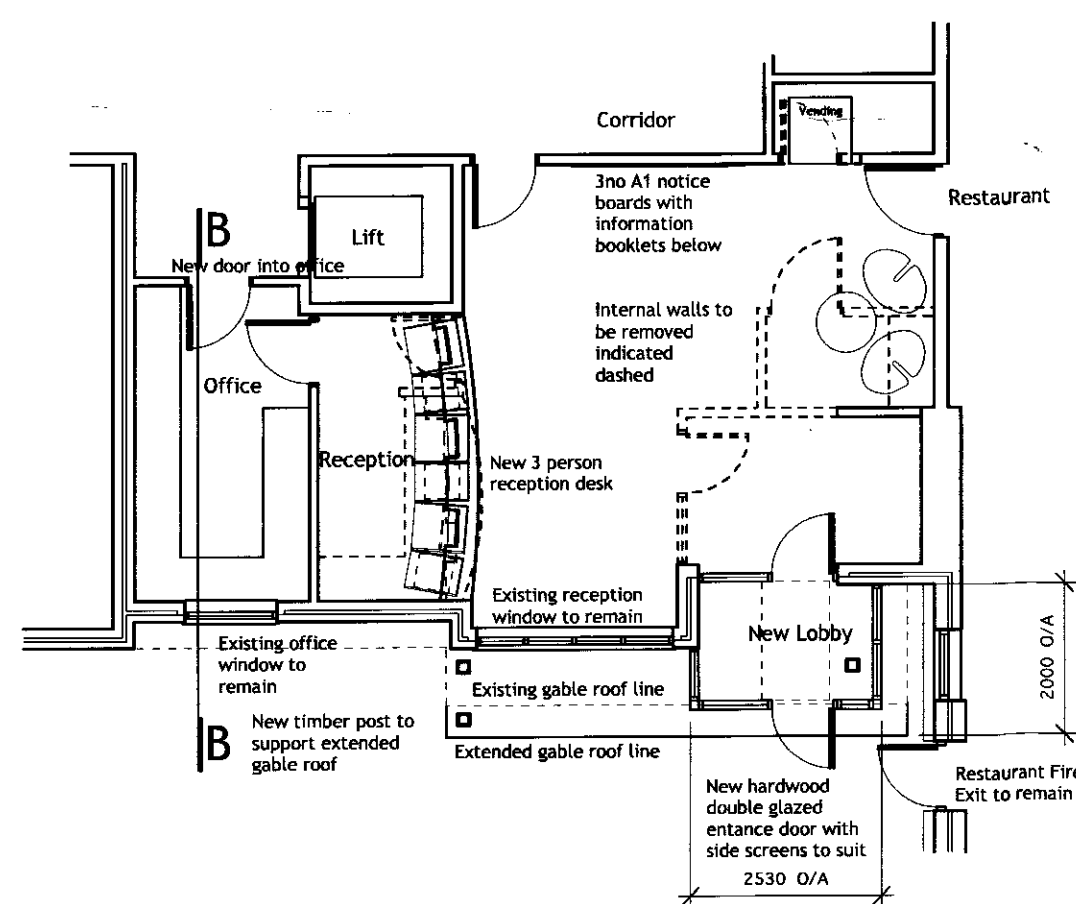 Vending
Corridor
3no A1 notice
boards with
information
booklets below
Restaurant
B
Lift
New door into office
Internal walls to
be removed
indicated
dashed
Office
Reception
New 3 person
reception desk
Existing reception
window to remain
New Lobby
2000 O/A
Existing office
window to
remain
Existing gable roof line
B
New timber post to
support extended
gable roof
Extended gable roof line
Restaurant Fire
Exit to remain
New hardwood
double glazed
entance door with
side screens to suit
2530 O/A